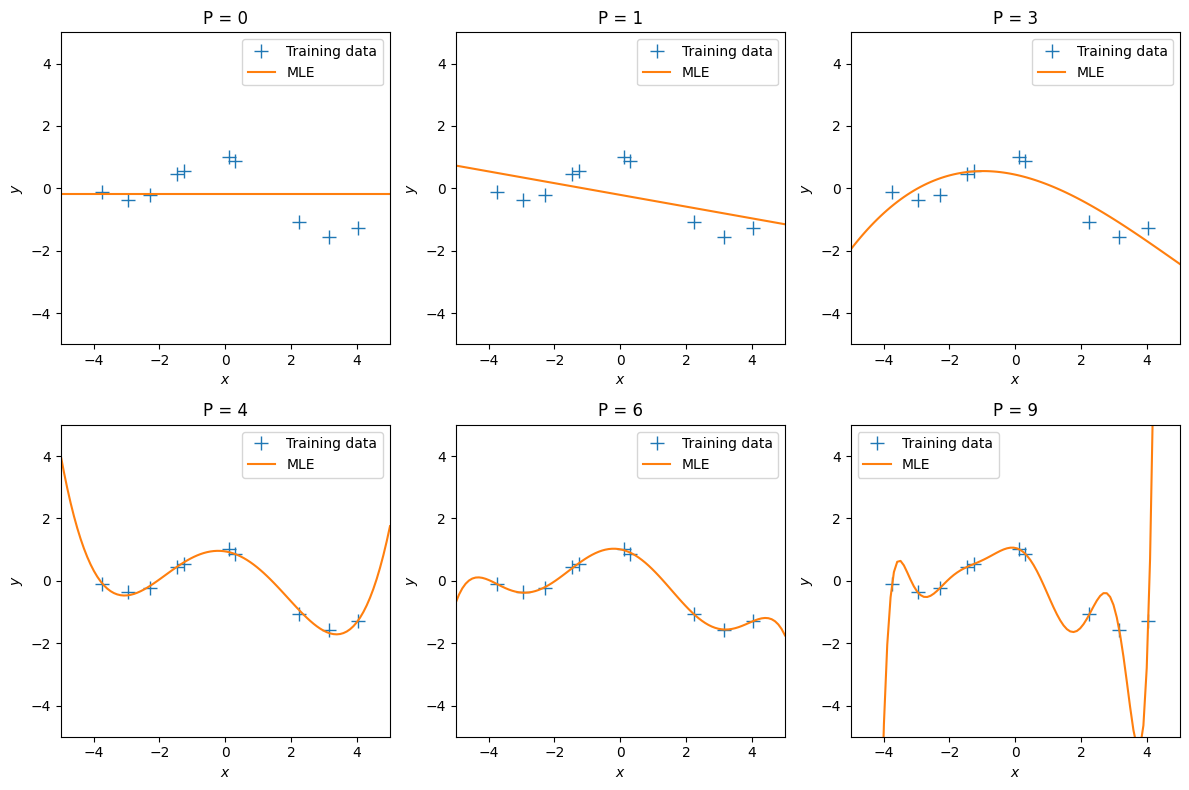 P = 0
Training data
MLE
4
2
0
−2
−4
y
−4 −2 0 2 4
x
P = 1
Training data
MLE
4
2
0
−2
−4
y
−4 −2 0 2 4
x
P = 3
Training data
MLE
4
2
0
−2
−4
y
−4 −2 0 2 4
x
P = 4
Training data
MLE
4
2
0
−2
−4
y
−4 −2 0 2 4
x
P = 6
Training data
MLE
4
2
0
−2
−4
y
−4 −2 0 2 4
x
P = 9
Training data
MLE
4
2
0
−2
−4
y
−4 −2 0 2 4
x